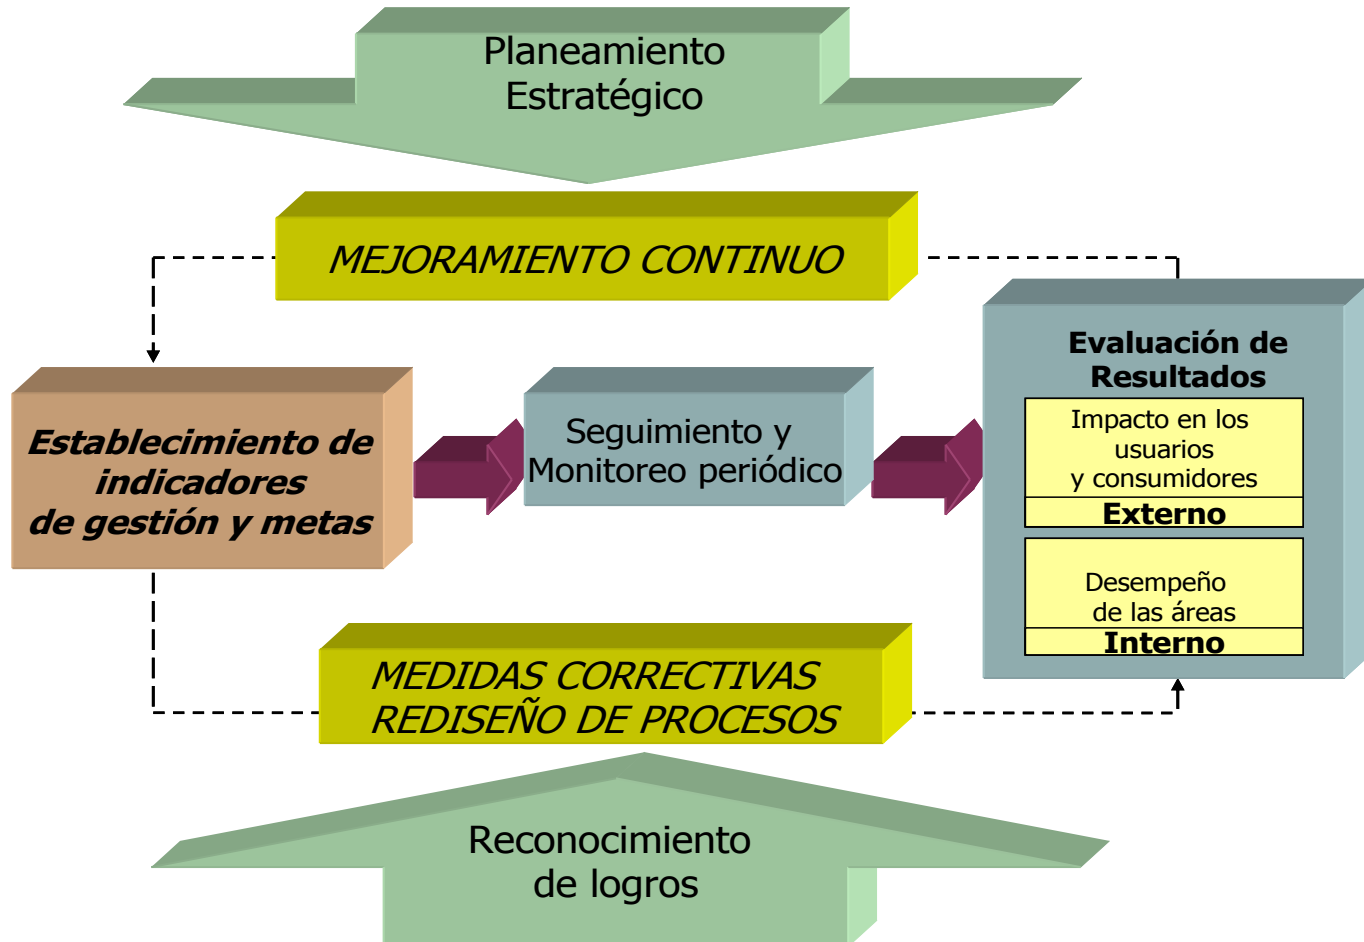 Planeamiento
Estratégico
MEJORAMIENTO CONTINUO
Establecimiento de
indicadores
de gestión y metas
Seguimiento y
Monitoreo periódico
Evaluación de
Resultados
Impacto en los
usuarios
y consumidores
Externo
Desempeño
de las áreas
Interno
MEDIDAS CORRECTIVAS
REDISEÑO DE PROCESOS
Reconocimiento
de logros